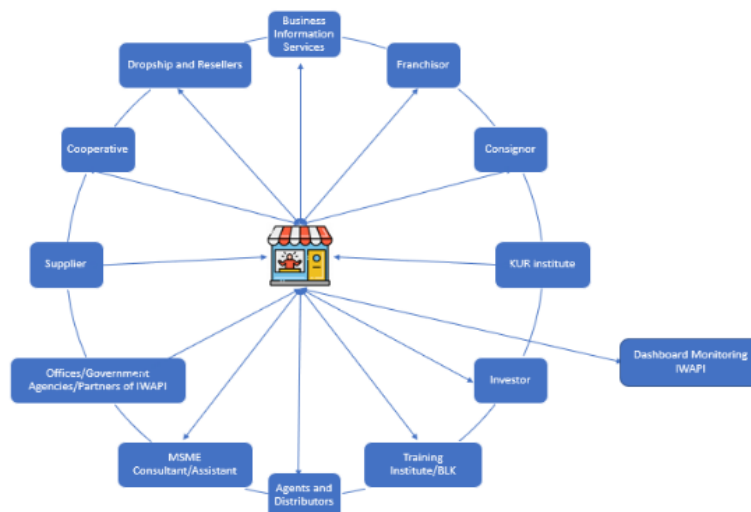 Business
Information
Services
Dropship and Resellers
Franchisor
Cooperative
Consignor
Supplier
KUR institute
Offices/Government
Agencies/Partners of IWAPI
Investor
Dashboard Monitoring
IWAPI
MSME
Consultant/Assistant
Training
Institute/BLK
Agents and
Distributors